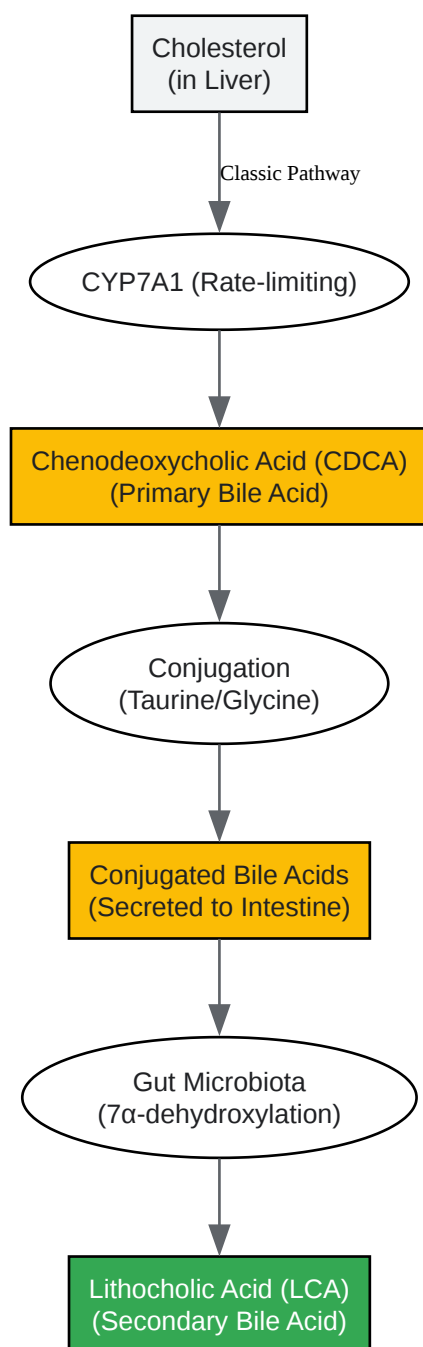 Cholesterol
(in Liver)
Classic Pathway
CYP7A1 (Rate-limiting)
Chenodeoxycholic Acid (CDCA)
(Primary Bile Acid)
Conjugation
(Taurine/Glycine)
Conjugated Bile Acids
(Secreted to Intestine)
Gut Microbiota
(7α-dehydroxylation)
Lithocholic Acid (LCA)
(Secondary Bile Acid)